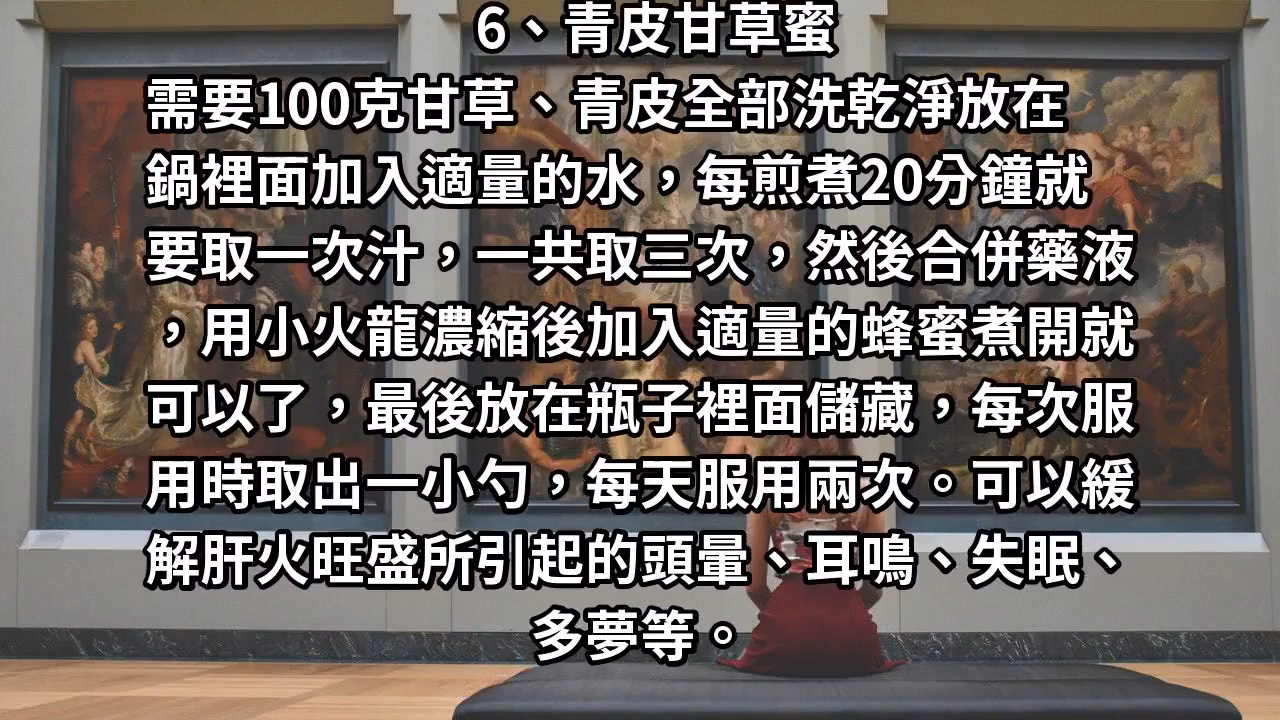 6、青皮甘草蜜
需要100克甘草、青皮全部洗乾淨放在
鍋裡面加入適量的水，每煎煮20分鐘就
要取一次汁，一共取三次，然後合併藥液
，用小火龍濃縮後加入適量的蜂蜜煮開就
可以了，最後放在瓶子裡面儲藏，每次服
用時取出一小勺，每天服用兩次。可以緩
解肝火旺盛所引起的頭暈、耳鳴、失眠、
多夢等。